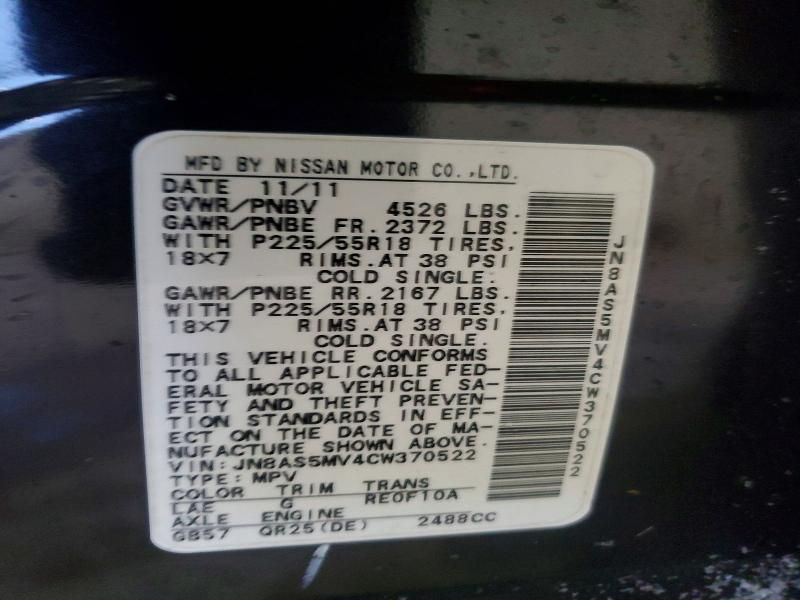 MFD BY NISSAN MOTOR CO.,LTD.
DATE 11/11
GVWR/PNBV 4526 LBS.
GAWR/PNBE FR. 2372 LBS.
WITH P225/55R18 TIRES,
18X7 RIMS.AT 38 PSI
COLD SINGLE.
GAWR/PNBE RR. 2167 LBS.
WITH P225/55R18 TIRES,
18X7 RIMS.AT 38 PSI
COLD SINGLE.
THIS VEHICLE CONFORMS
TO ALL APPLICABLE FED-
ERAL MOTOR VEHICLE SA-
FETY AND THEFT PREVEN-
TION STANDARDS IN EFF-
ECT ON THE DATE OF MA-
NUFACTURE SHOWN ABOVE.
VIN: JN8AS5MV4CW370522
TYPE: MPV
COLOR TRIM TRANS
LAE G RE0F10A
AXLE ENGINE
GB57 QR25(DE) 2488CC
JN8AS5MV4CW370522